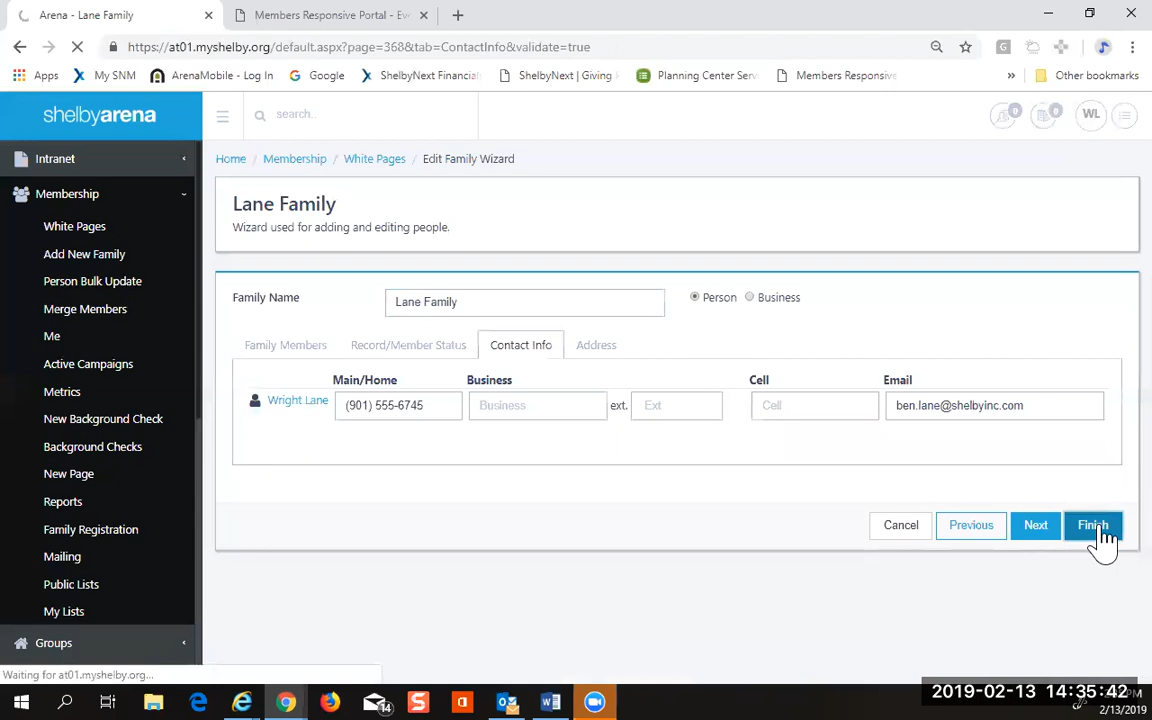 Arena - Lane Family
Members Responsive Portal - Eve
https://at01.myshelby.org/default.aspx?page=368&tab=ContactInfo&validate=true
Apps
My SNM
ArenaMobile - Log In
Google
ShelbyNext Financial
ShelbyNext | Giving
Planning Center Serv
Members Responsive
Other bookmarks
shelbyarena
search..
0
0
WL
Intranet
Home / Membership / White Pages / Edit Family Wizard
Membership
White Pages
Add New Family
Person Bulk Update
Merge Members
Me
Active Campaigns
Metrics
New Background Check
Background Checks
New Page
Reports
Family Registration
Mailing
Public Lists
My Lists
Groups
Lane Family
Wizard used for adding and editing people.
Family Name
Lane Family
Person
Business
Family Members
Record/Member Status
Contact Info
Address
Main/Home
Business
Cell
Email
Wright Lane
(901) 555-6745
Business
ext.
Ext
Cell
ben.lane@shelbyinc.com
Cancel
Previous
Next
Finish
Waiting for at01.myshelby.org...
14
2019-02-13 14:35:42
2/13/2019